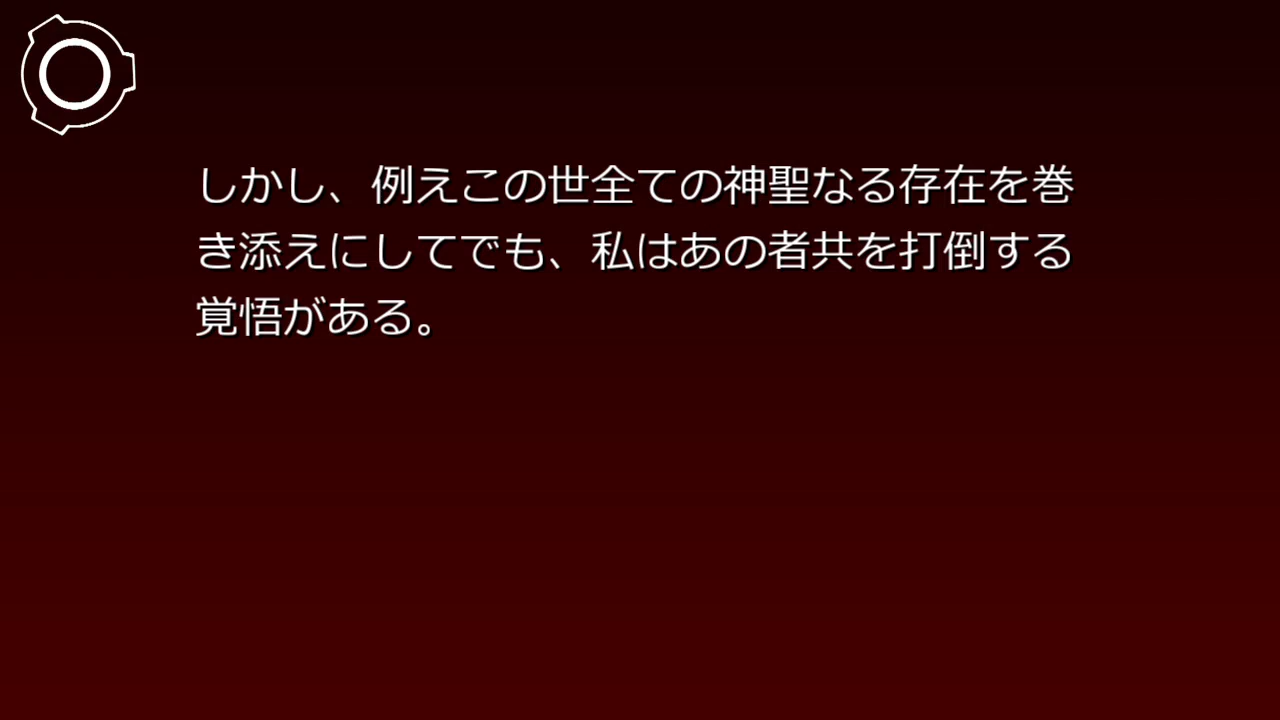 しかし、例えこの世全ての神聖なる存在を巻
き添えにしてでも、私はあの者共を打倒する
覚悟がある。